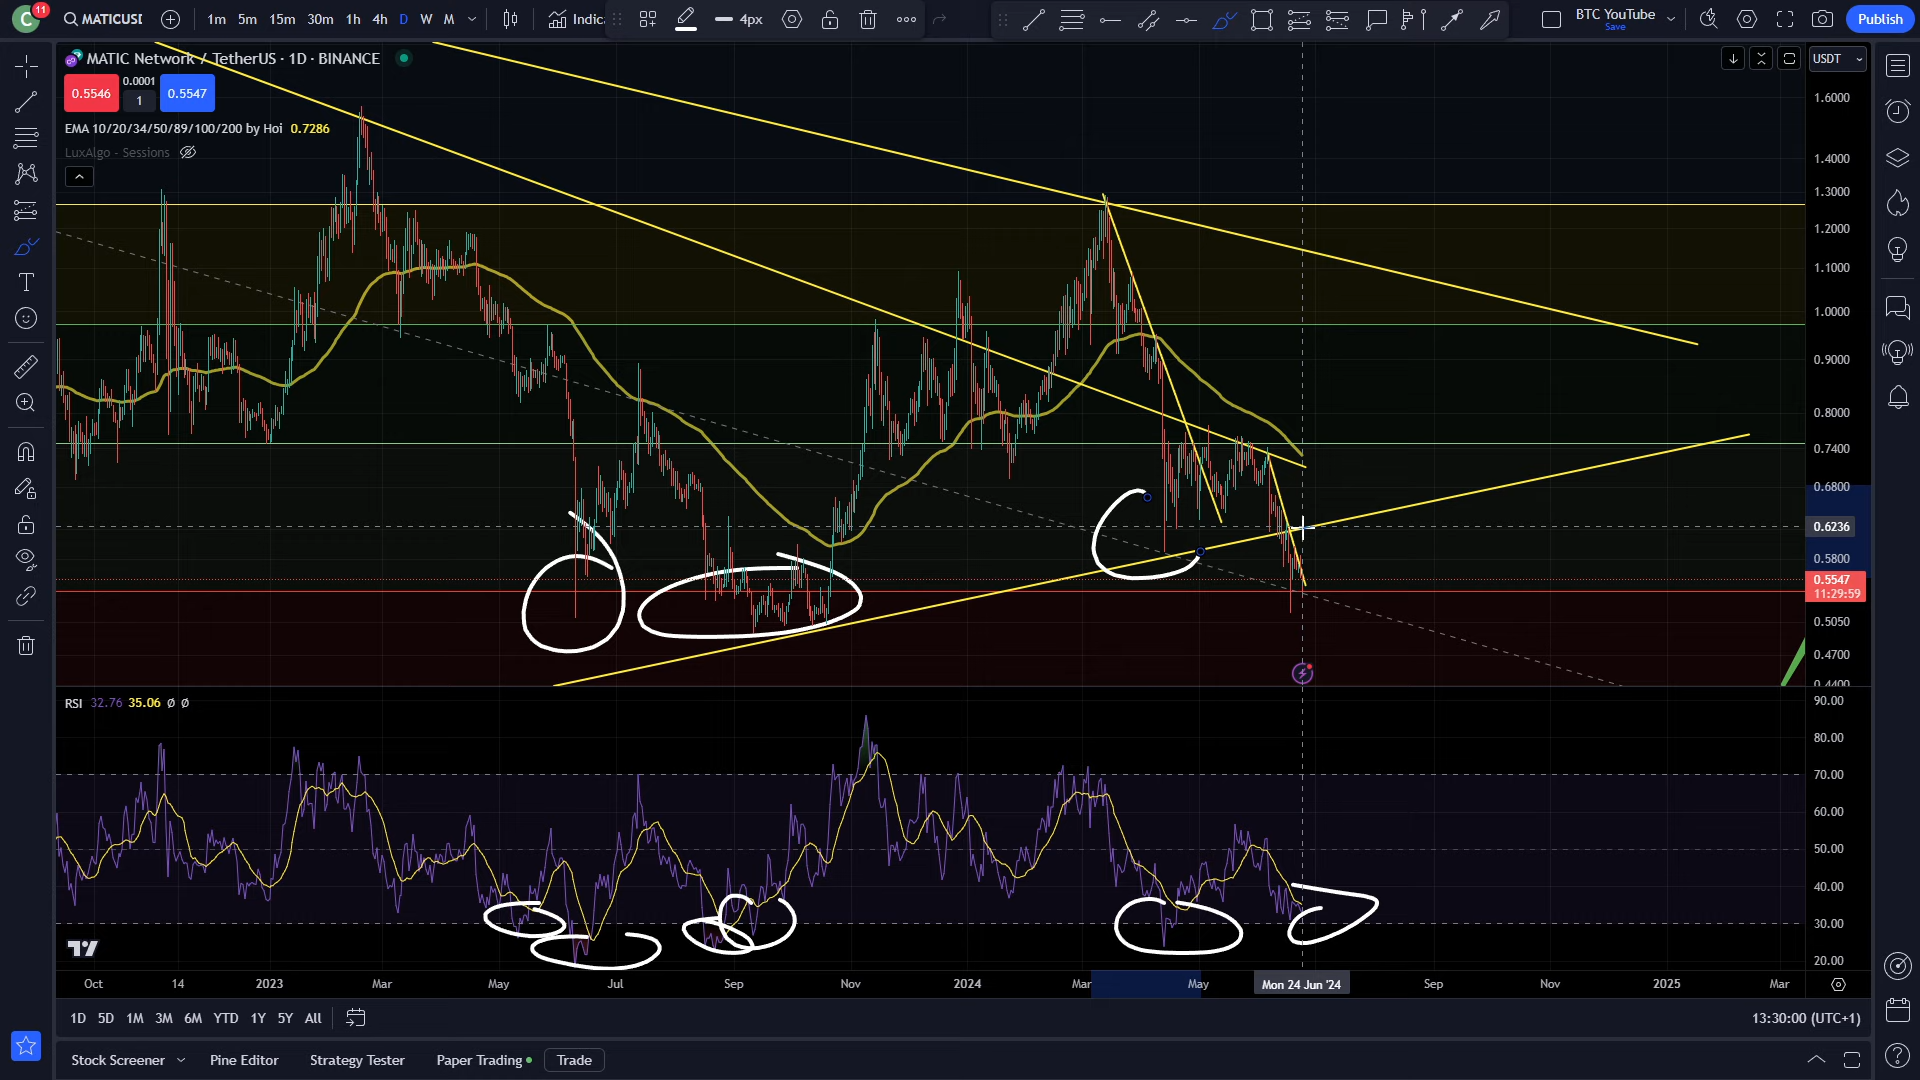 C 11 MATICUSD 1m 5m 15m 30m 1h 4h D W M Indica 4px BTC YouTube Save Publish
MATIC Network / TetherUS · 1D · BINANCE USDT
0.5546 0.0001 1 0.5547
EMA 10/20/34/50/89/100/200 by Hoi 0.7286
LuxAlgo - Sessions
1.6000
1.4000
1.3000
1.2000
1.1000
1.0000
0.9000
0.8000
0.7400
0.6800
0.6236
0.5800
0.5547
11:29:59
0.5050
0.4700
0.4400
RSI 32.76 35.06 Ø Ø
90.00
80.00
70.00
60.00
50.00
40.00
30.00
20.00
Oct 14 2023 Mar May Jul Sep Nov 2024 Mar May Mon 24 Jun '24 Sep Nov 2025 Mar
1D 5D 1M 3M 6M YTD 1Y 5Y All 13:30:00 (UTC+1)
Stock Screener Pine Editor Strategy Tester Paper Trading Trade